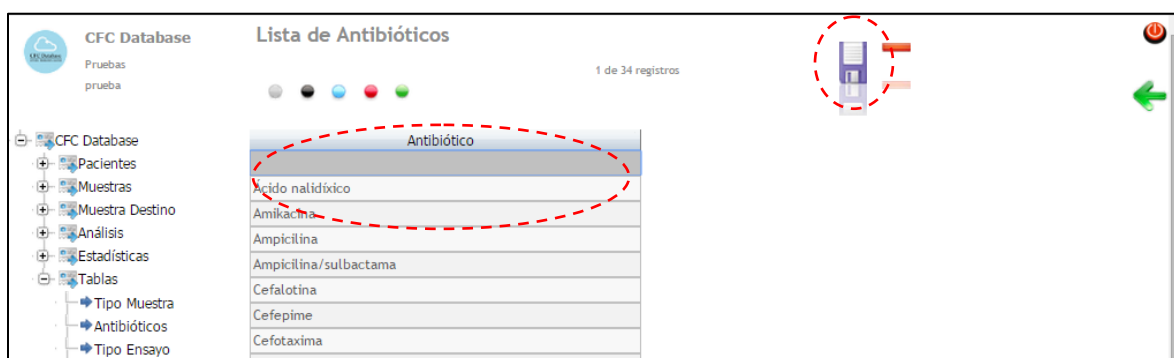 CFC Database
Pruebas
prueba
Lista de Antibióticos
1 de 34 registros
CFC Database
Pacientes
Muestras
Muestra Destino
Análisis
Estadísticas
Tablas
Tipo Muestra
Antibióticos
Tipo Ensayo
Antibiótico
Ácido nalidíxico
Amikacina
Ampicilina
Ampicilina/sulbactama
Cefalotina
Cefepime
Cefotaxima